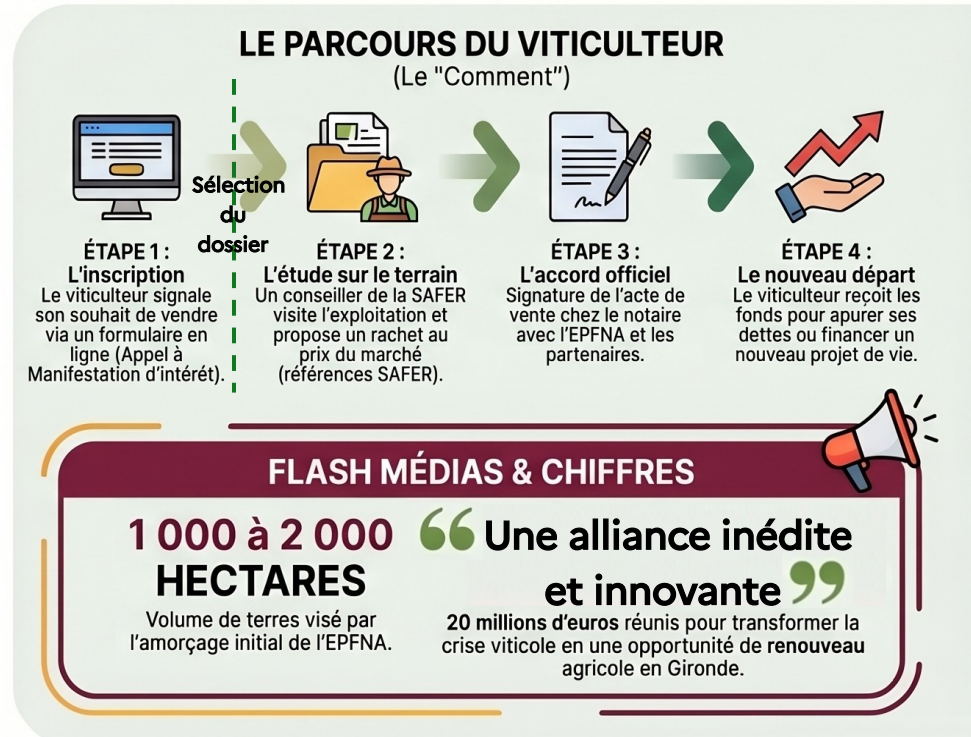 LE PARCOURS DU VITICULTEUR
(Le "Comment")
Sélection
du
dossier
ÉTAPE 1 :
L'inscription
Le viticulteur signale
son souhait de vendre
via un formulaire en
ligne (Appel à
Manifestation d'intérêt).
ÉTAPE 2 :
L'étude sur le terrain
Un conseiller de la SAFER
visite l'exploitation et
propose un rachat au
prix du marché
(références SAFER).
ÉTAPE 3 :
L'accord officiel
Signature de l'acte de
vente chez le notaire
avec l'EPFNA et les
partenaires.
ÉTAPE 4 :
Le nouveau départ
Le viticulteur reçoit les
fonds pour apurer ses
dettes ou financer un
nouveau projet de vie.
FLASH MÉDIAS & CHIFFRES
1 000 à 2 000
HECTARES
Volume de terres visé par
l'amorçage initial de l'EPFNA.
“ Une alliance inédite
et innovante ”
20 millions d'euros réunis pour transformer la
crise viticole en une opportunité de renouveau
agricole en Gironde.